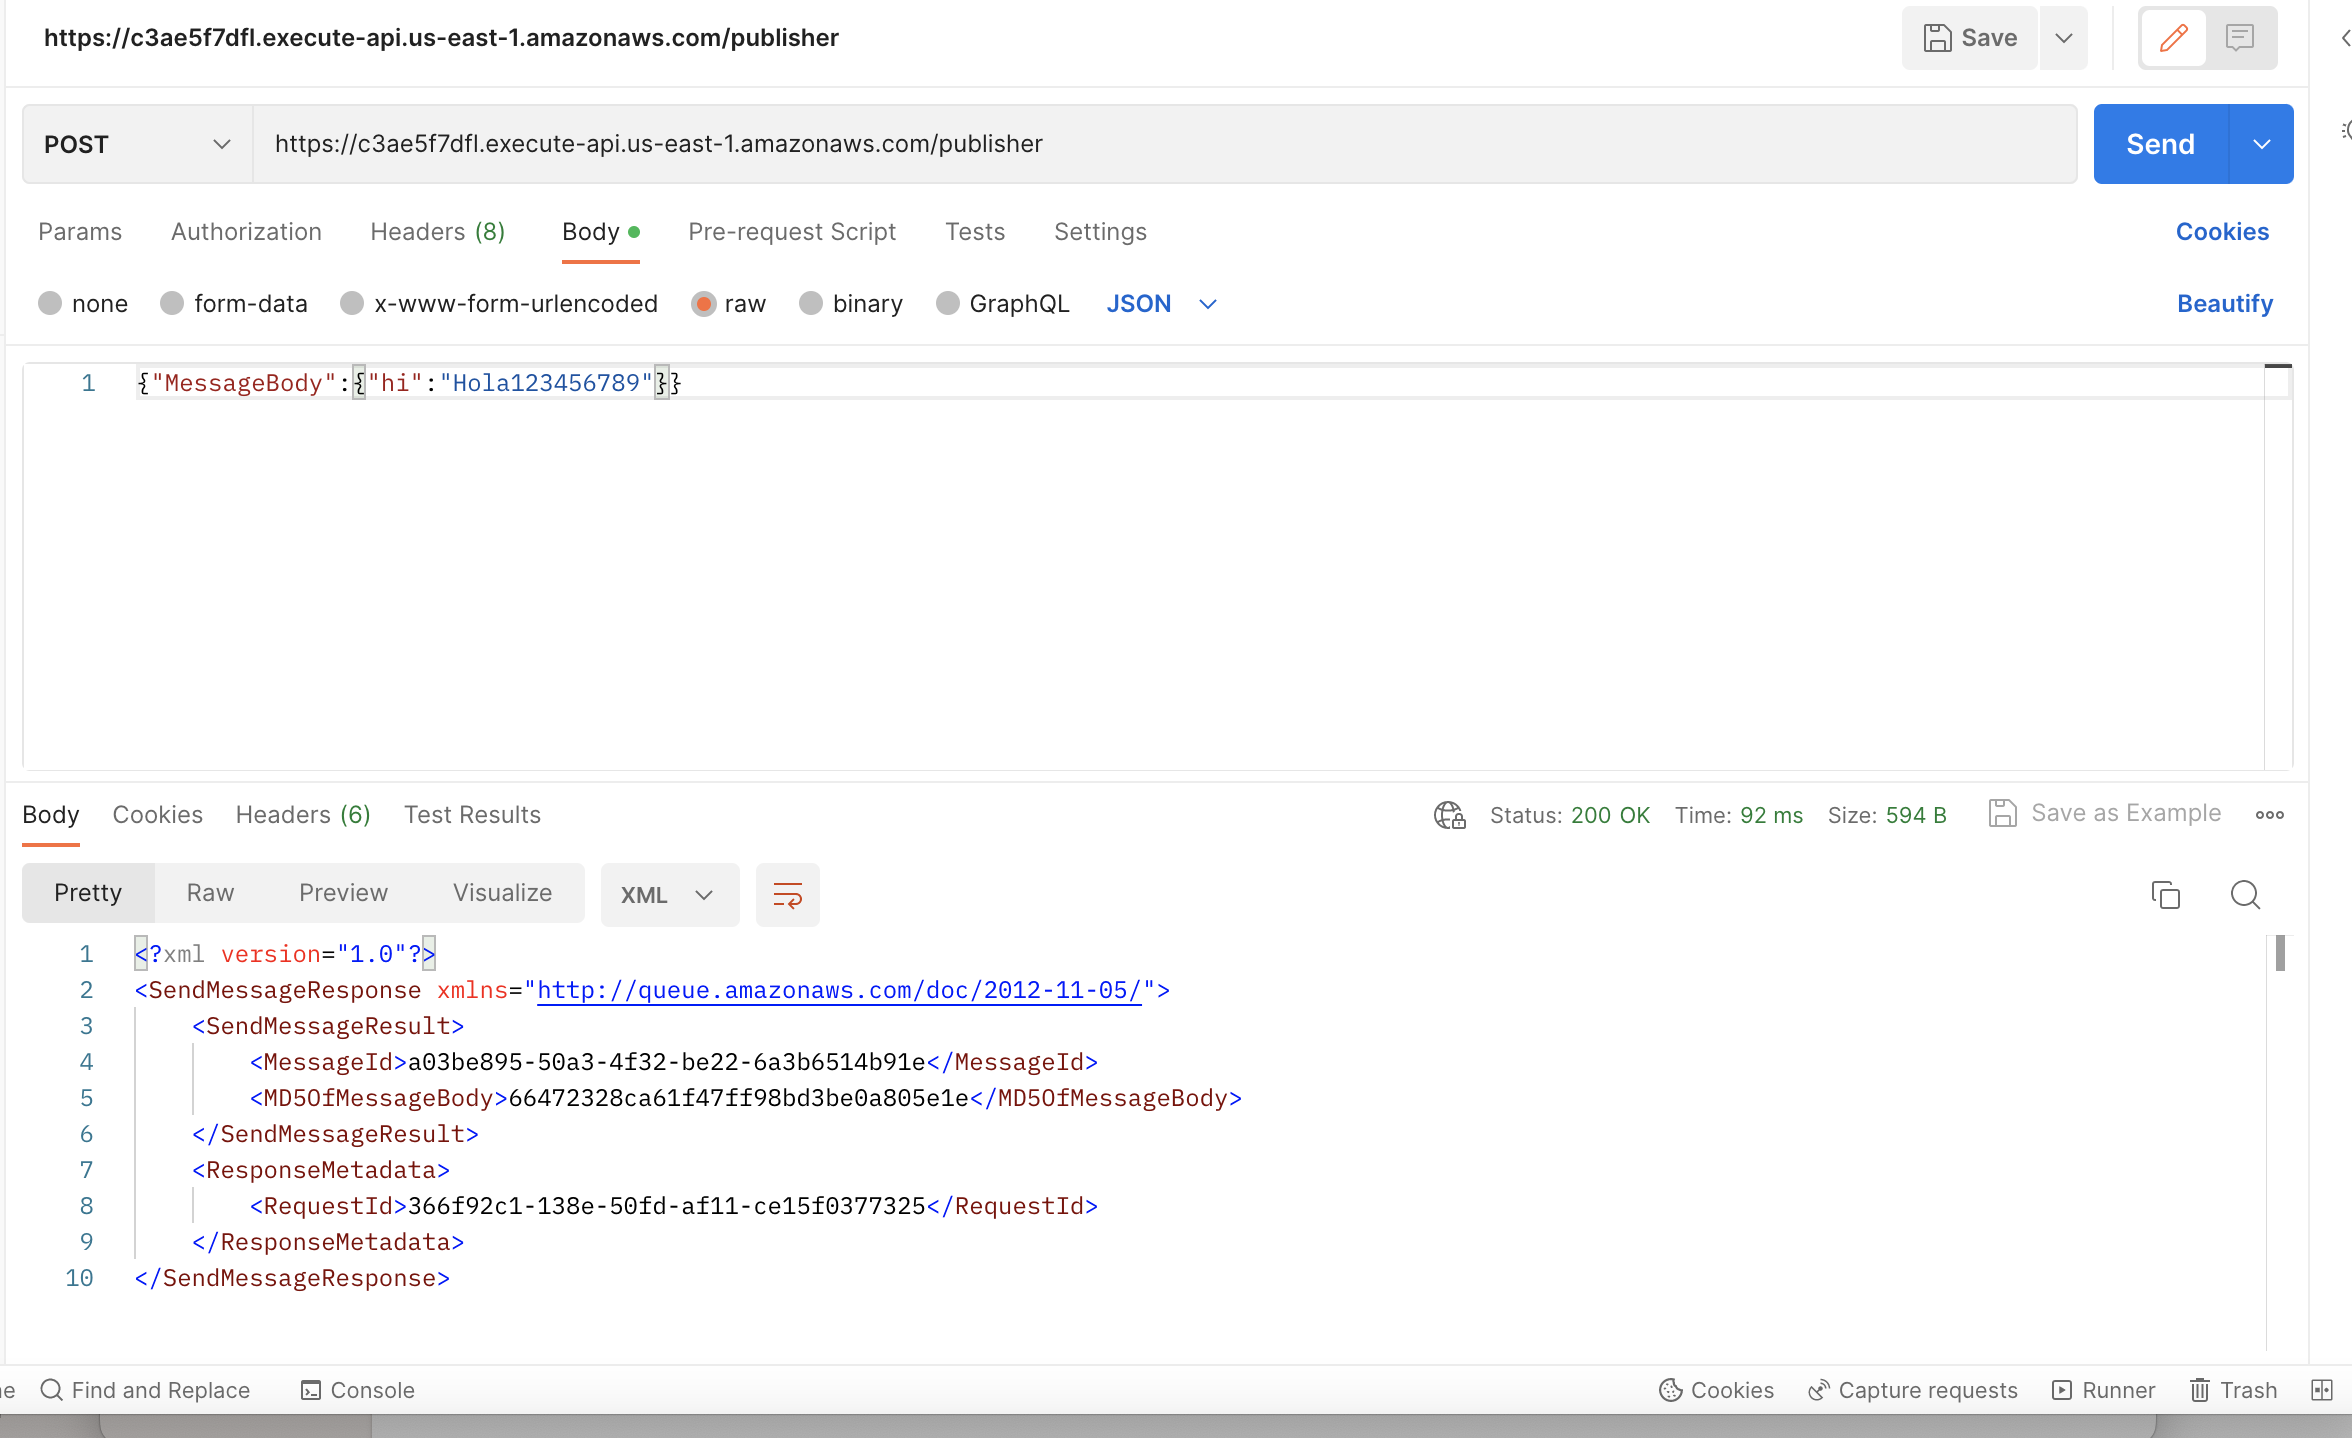 https://c3ae5f7dfl.execute-api.us-east-1.amazonaws.com/publisher
Save
POST
https://c3ae5f7dfl.execute-api.us-east-1.amazonaws.com/publisher
Send
Params Authorization Headers (8) Body Pre-request Script Tests Settings Cookies
none form-data x-www-form-urlencoded raw binary GraphQL JSON Beautify
1 {"MessageBody":{"hi":"Hola123456789"}}
Body Cookies Headers (6) Test Results Status: 200 OK Time: 92 ms Size: 594 B Save as Example
Pretty Raw Preview Visualize XML
1 <?xml version="1.0"?>
2 <SendMessageResponse xmlns="http://queue.amazonaws.com/doc/2012-11-05/">
3 <SendMessageResult>
4 <MessageId>a03be895-50a3-4f32-be22-6a3b6514b91e</MessageId>
5 <MD5OfMessageBody>66472328ca61f47ff98bd3be0a805e1e</MD5OfMessageBody>
6 </SendMessageResult>
7 <ResponseMetadata>
8 <RequestId>366f92c1-138e-50fd-af11-ce15f0377325</RequestId>
9 </ResponseMetadata>
10 </SendMessageResponse>
Find and Replace Console Cookies Capture requests Runner Trash